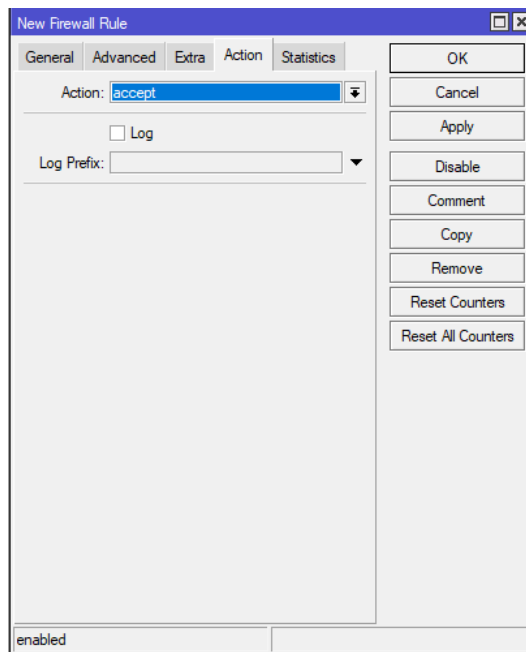 New Firewall Rule
General Advanced Extra Action Statistics
Action: accept
Log
Log Prefix:
OK
Cancel
Apply
Disable
Comment
Copy
Remove
Reset Counters
Reset All Counters
enabled